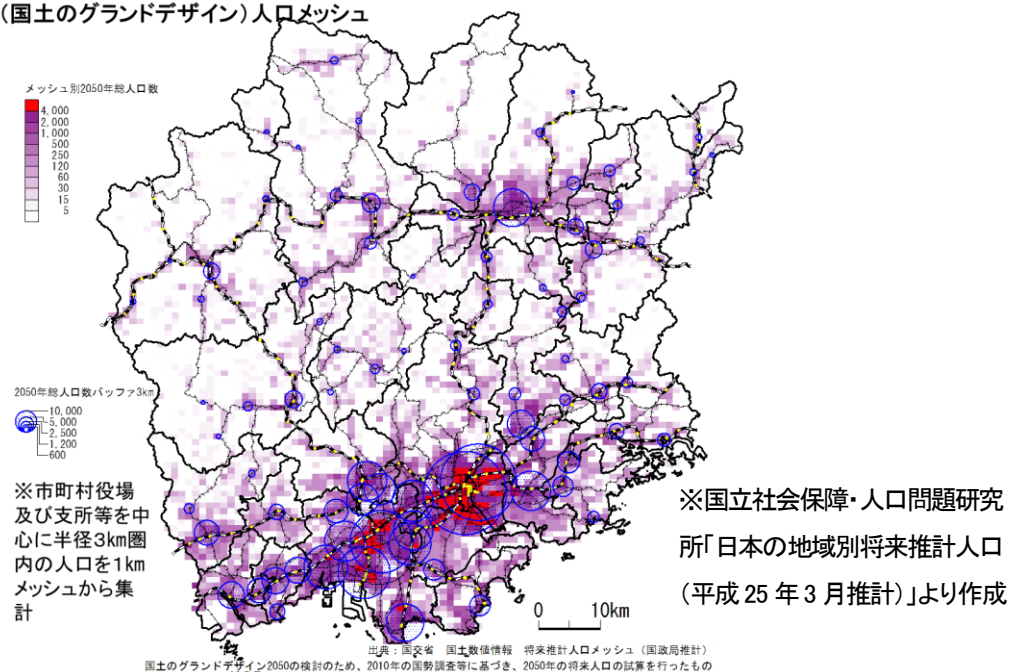 (国土のグランドデザイン)人口メッシュ
メッシュ別2050年総人口数
4,000
2,000
1,000
500
250
120
60
30
15
5
2050年総人口数バッファ3km
10,000
5,000
2,500
1,200
600
※市町村役場
及び支所等を中
心に半径3km圏
内の人口を1km
メッシュから集
計
※国立社会保障・人口問題研究
所「日本の地域別将来推計人口
(平成25年3月推計)」より作成
0 10km
出典：国交省 国土数値情報 将来推計人口メッシュ（国政局推計）
国土のグランドデザイン2050の検討のため、2010年の国勢調査等に基づき、2050年の将来人口の試算を行ったもの